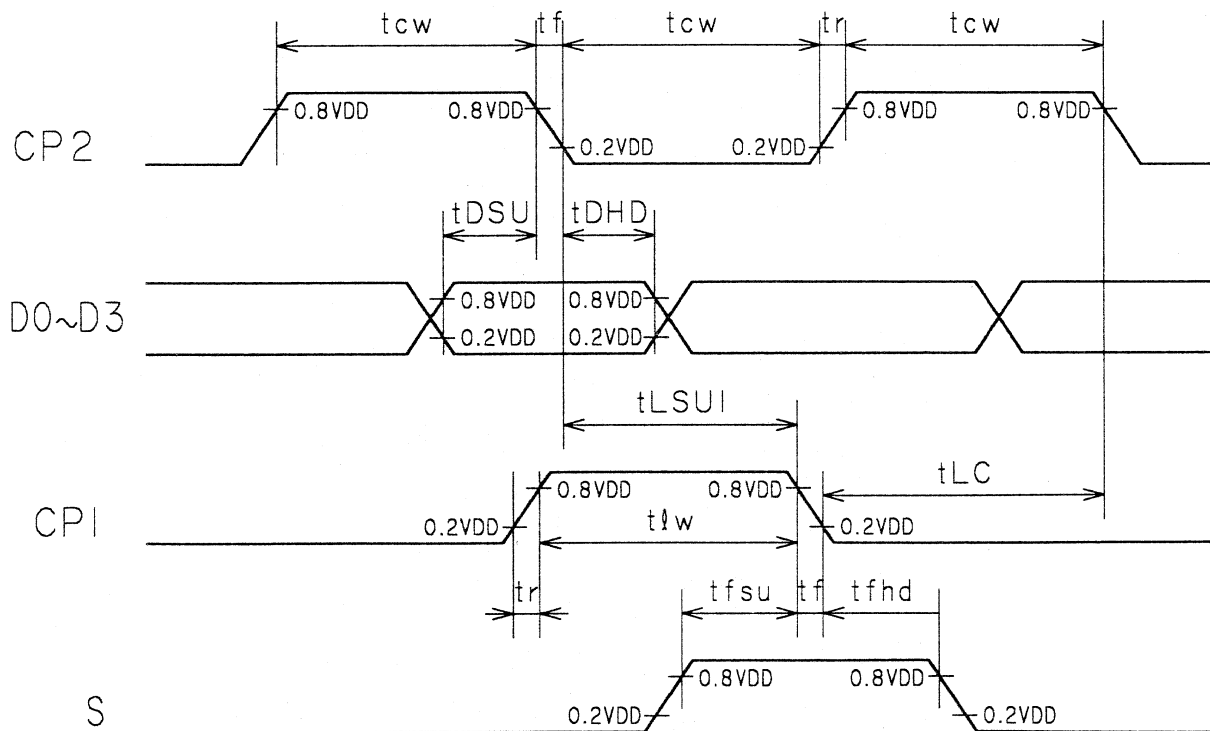 tcw tf tcw tr tcw
0.8VDD 0.8VDD 0.8VDD 0.8VDD
CP2
0.2VDD 0.2VDD
tDSU tDHD
0.8VDD 0.8VDD
D0~D3
0.2VDD 0.2VDD
tLSU1
tLC
0.8VDD 0.8VDD
CP1
0.2VDD tℓw 0.2VDD
tr tfsu tf tfhd
0.8VDD 0.8VDD
S
0.2VDD 0.2VDD